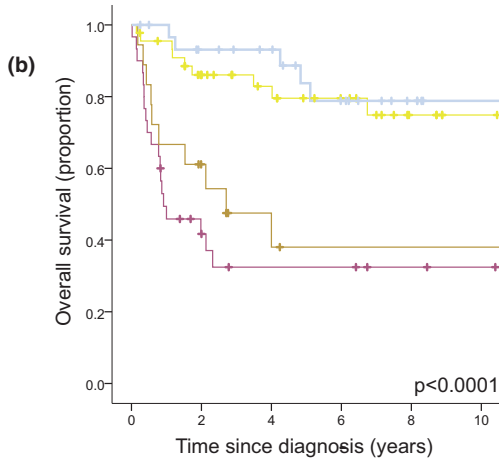 (b)
Overall survival (proportion)
1.0
0.8
0.6
0.4
0.2
0.0
p<0.0001
0 2 4 6 8 10
Time since diagnosis (years)